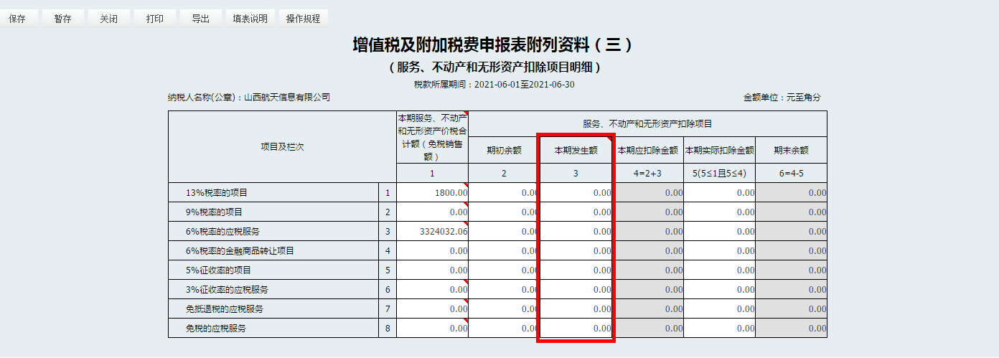 保存 暂存 关闭 打印 导出 填表说明 操作规程
增值税及附加税费申报表附列资料（三）
（服务、不动产和无形资产扣除项目明细）
税款所属期间：2021-06-01至2021-06-30
纳税人名称(公章)：山西航天信息有限公司 金额单位：元至角分
项目及栏次
本期服务、不动产
和无形资产价税合
计额（免税销售
额）
服务、不动产和无形资产扣除项目
期初余额 本期发生额 本期应扣除金额 本期实际扣除金额 期末余额
1 2 3 4=2+3 5(5≤1且5≤4) 6=4-5
13%税率的项目 1 1800.00 0.00 0.00 0.00 0.00 0.00
9%税率的项目 2 0.00 0.00 0.00 0.00 0.00 0.00
6%税率的应税服务 3 3324032.06 0.00 0.00 0.00 0.00 0.00
6%税率的金融商品转让项目 4 0.00 0.00 0.00 0.00 0.00 0.00
5%征收率的项目 5 0.00 0.00 0.00 0.00 0.00 0.00
3%征收率的应税服务 6 0.00 0.00 0.00 0.00 0.00 0.00
免抵退税的应税服务 7 0.00 0.00 0.00 0.00 0.00 0.00
免税的应税服务 8 0.00 0.00 0.00 0.00 0.00 0.00